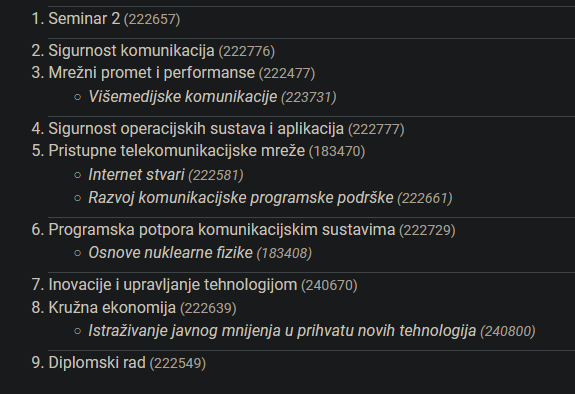 1. Seminar 2 (222657)
2. Sigurnost komunikacija (222776)
3. Mrežni promet i performanse (222477)
○ Višemedijske komunikacije (223731)
4. Sigurnost operacijskih sustava i aplikacija (222777)
5. Pristupne telekomunikacijske mreže (183470)
○ Internet stvari (222581)
○ Razvoj komunikacijske programske podrške (222661)
6. Programska potpora komunikacijskim sustavima (222729)
○ Osnove nuklearne fizike (183408)
7. Inovacije i upravljanje tehnologijom (240670)
8. Kružna ekonomija (222639)
○ Istraživanje javnog mnijenja u prihvatu novih tehnologija (240800)
9. Diplomski rad (222549)